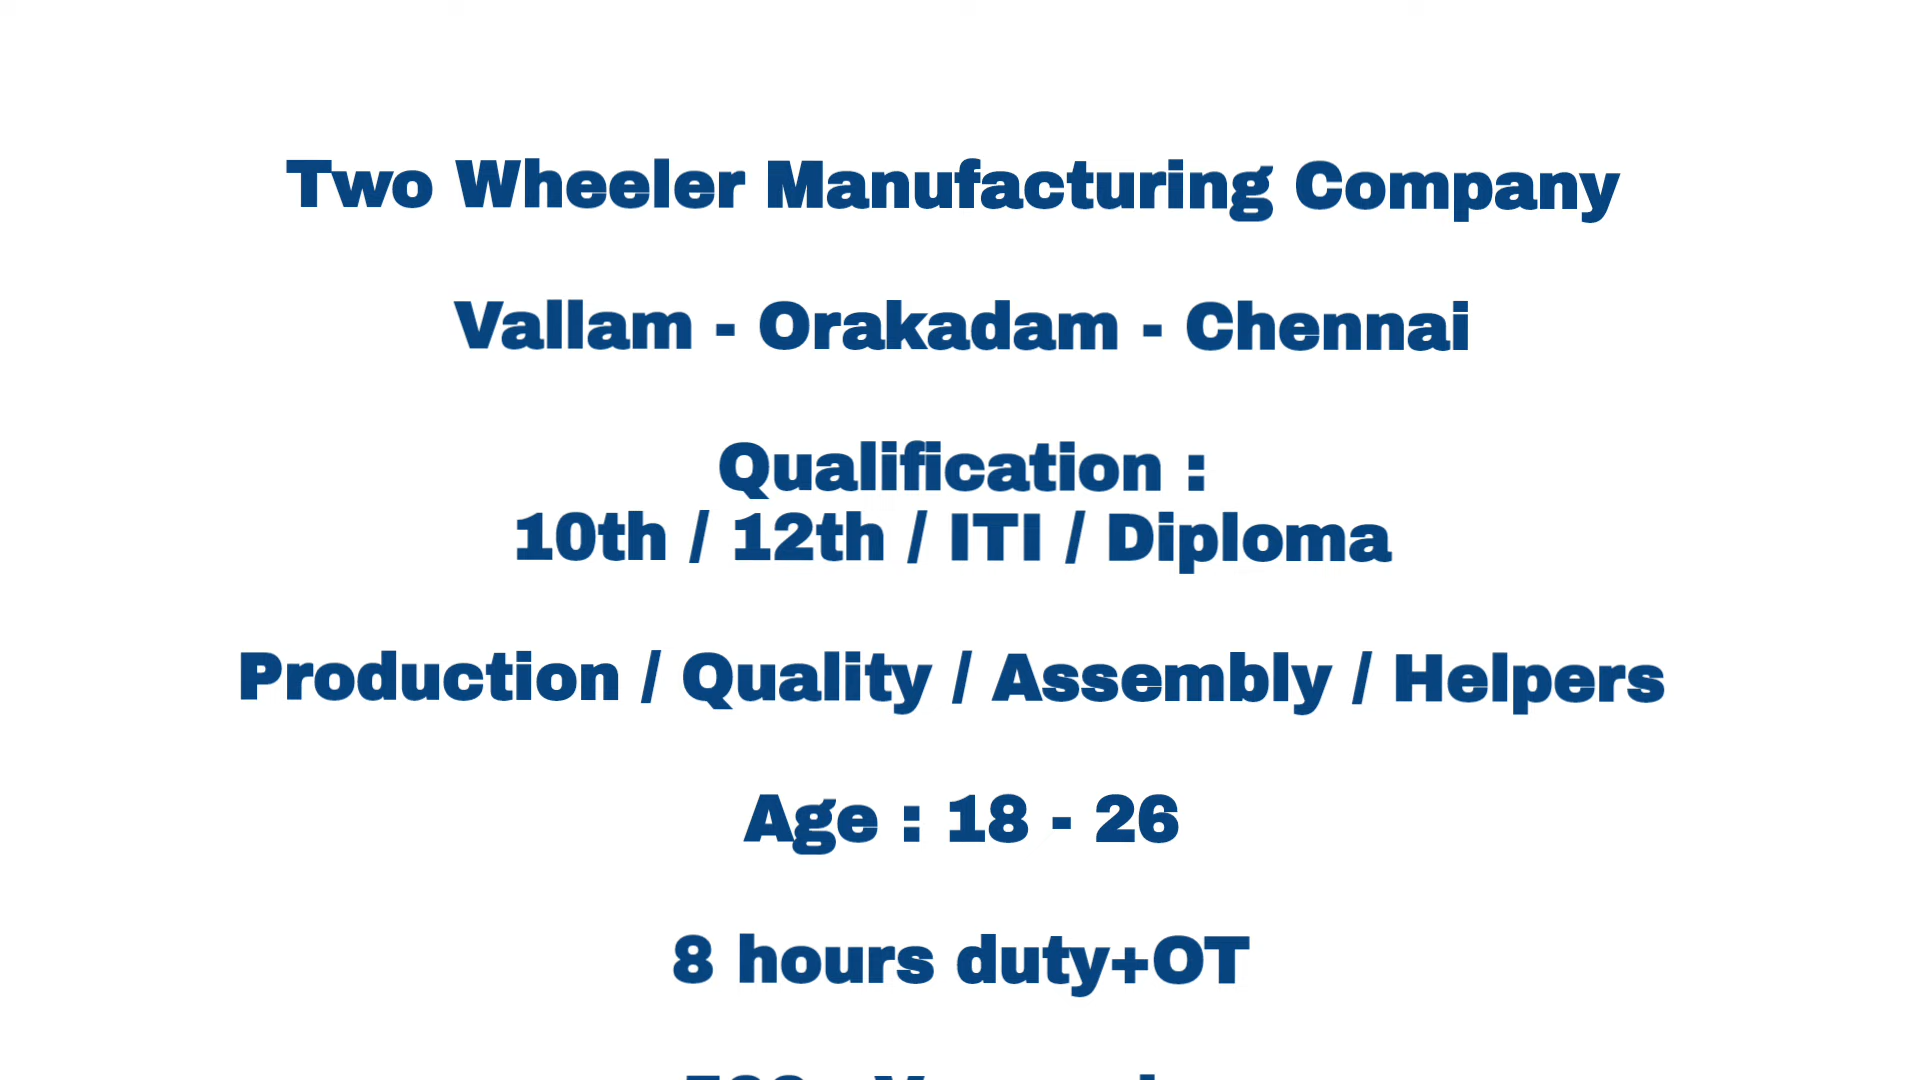 Two Wheeler Manufacturing Company
Vallam - Orakadam - Chennai
Qualification :
10th / 12th / ITI / Diploma
Production / Quality / Assembly / Helpers
Age : 18 - 26
8 hours duty+OT